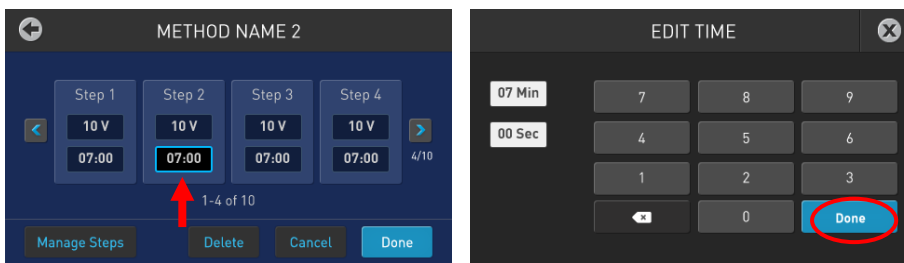 METHOD NAME 2
Step 1 Step 2 Step 3 Step 4
10 V 10 V 10 V 10 V
07:00 07:00 07:00 07:00
4/10
1-4 of 10
Manage Steps Delete Cancel Done
EDIT TIME
07 Min
00 Sec
7 8 9
4 5 6
1 2 3
0 Done